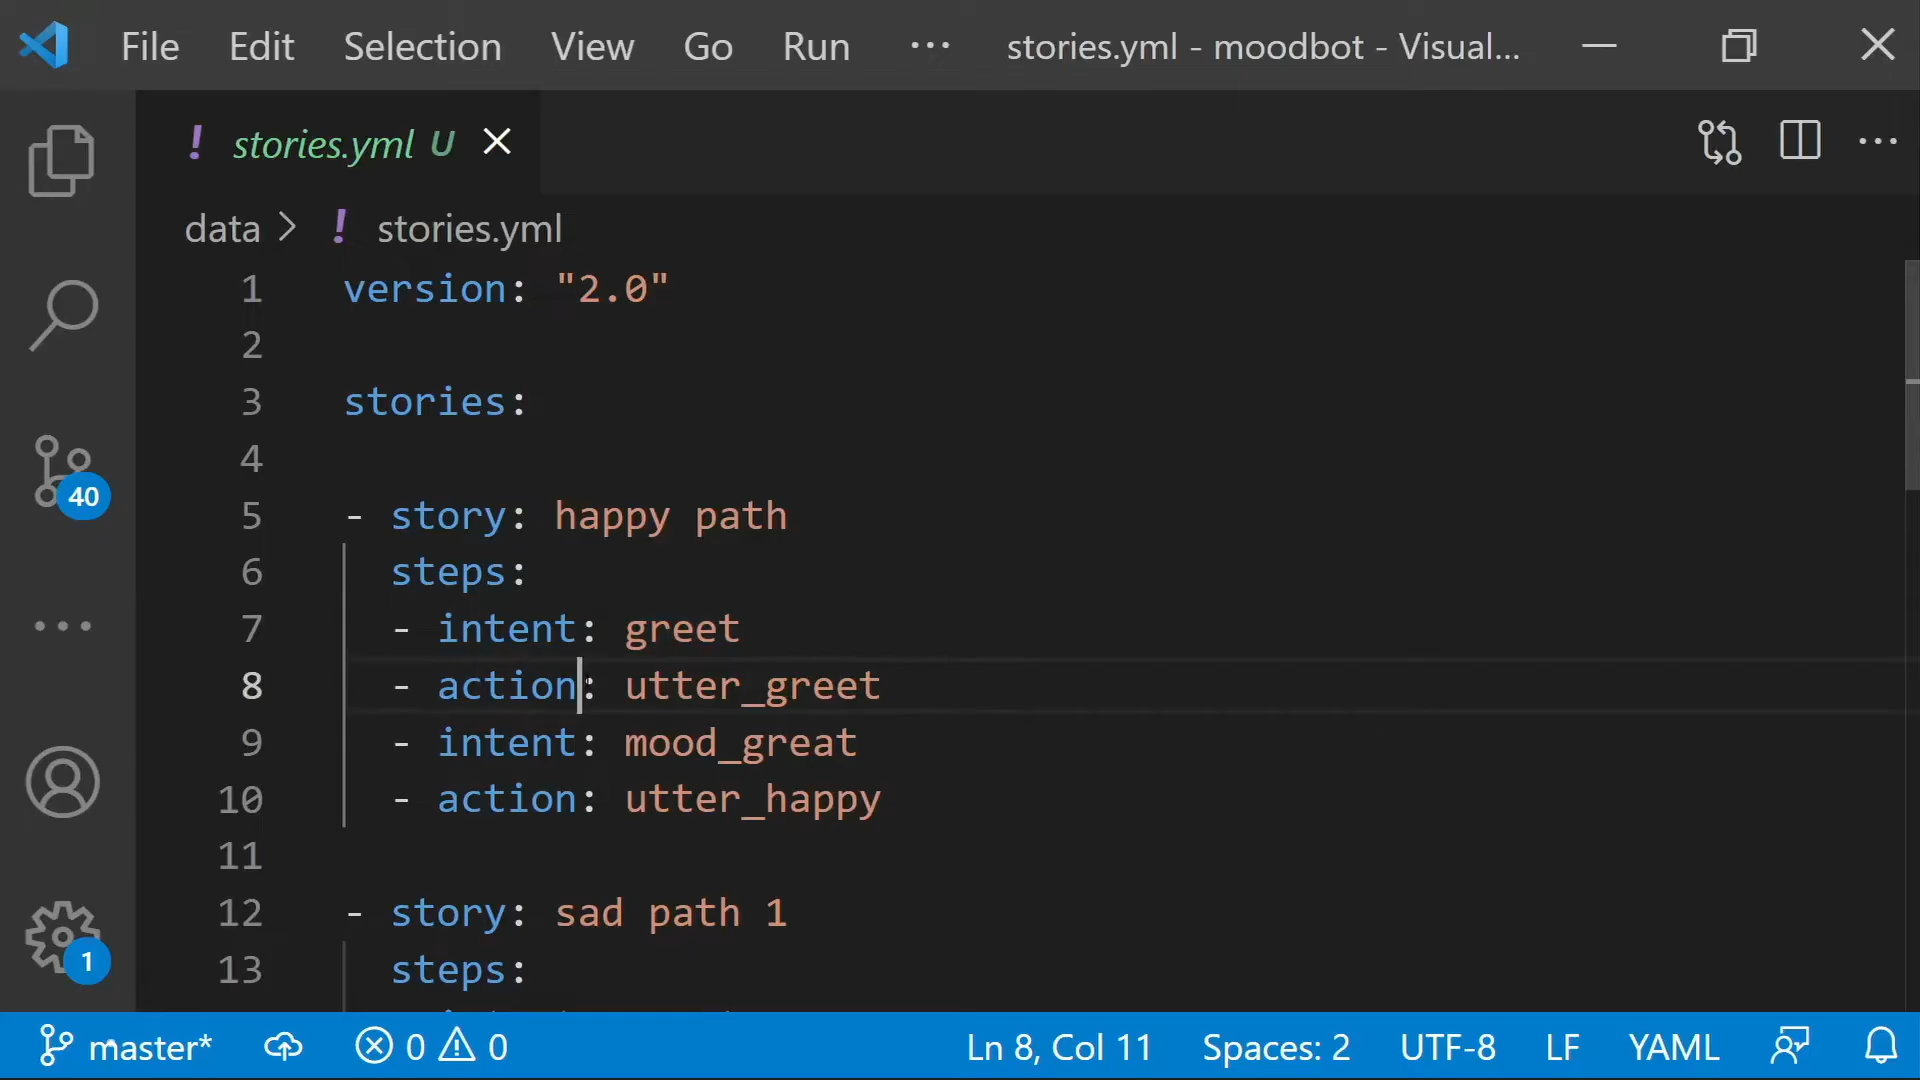 File Edit Selection View Go Run ··· stories.yml - moodbot - Visual...
! stories.yml U
data > ! stories.yml
1 version: "2.0"
2
3 stories:
4
5 - story: happy path
6 steps:
7 - intent: greet
8 - action: utter_greet
9 - intent: mood_great
10 - action: utter_happy
11
12 - story: sad path 1
13 steps:
40
1
master* 0 0 Ln 8, Col 11 Spaces: 2 UTF-8 LF YAML